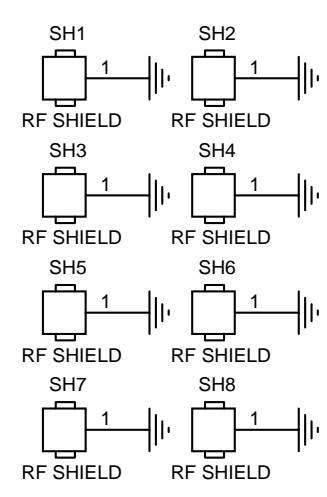 SH1 SH2
1 1
RF SHIELD RF SHIELD
SH3 SH4
1 1
RF SHIELD RF SHIELD
SH5 SH6
1 1
RF SHIELD RF SHIELD
SH7 SH8
1 1
RF SHIELD RF SHIELD